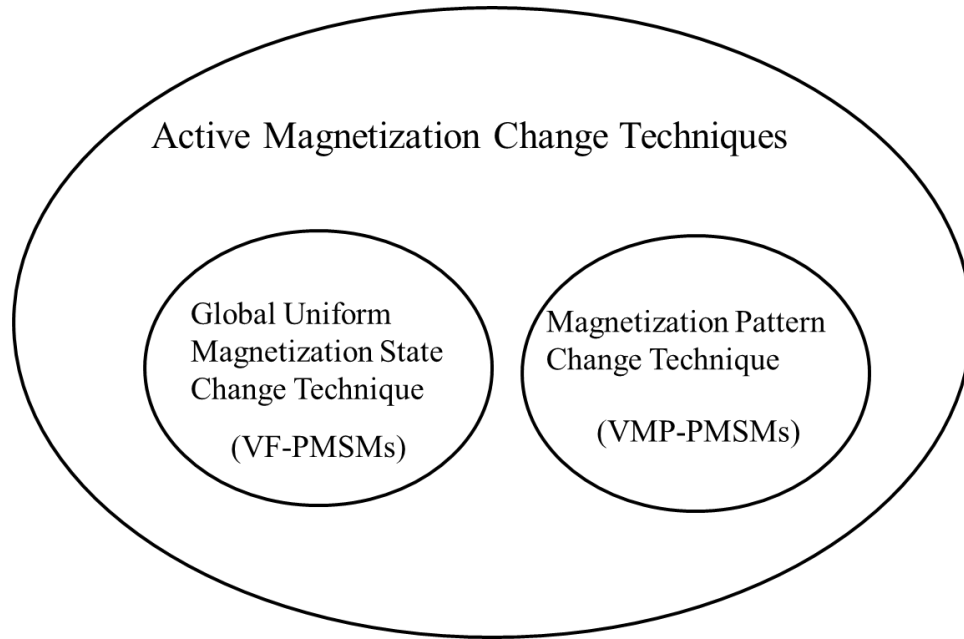 Active Magnetization Change Techniques
Global Uniform
Magnetization State
Change Technique
(VF-PMSMs)
Magnetization Pattern
Change Technique
(VMP-PMSMs)